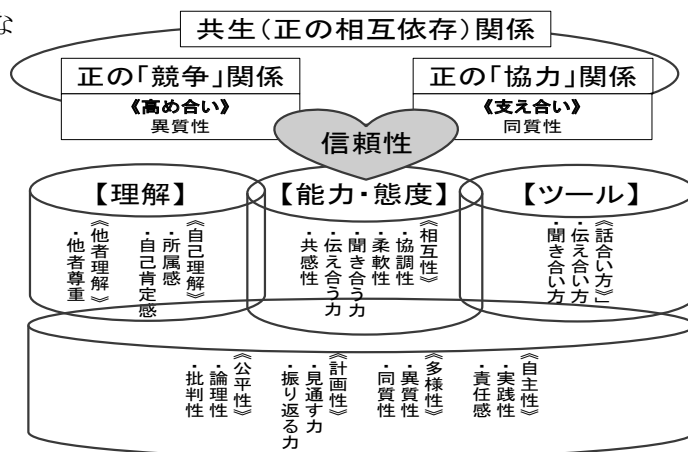 な
共生(正の相互依存)関係
正の「競争」関係
《高め合い》
異質性
正の「協力」関係
《支え合い》
同質性
信頼性
【理解】
《自己理解》
・所属感
・自己肯定感
《他者理解》
・他者尊重
【能力・態度】
《相互性》
・協調性
・柔軟性
・聞き合う力
・伝え合う力
・共感性
【ツール】
《話合い方》」
・伝え合い方
・聞き合い方
《自主性》
・実践性
・責任感
《多様性》
・異質性
・同質性
《計画性》
・見通す力
・振り返る力
《公平性》
・論理性
・批判性